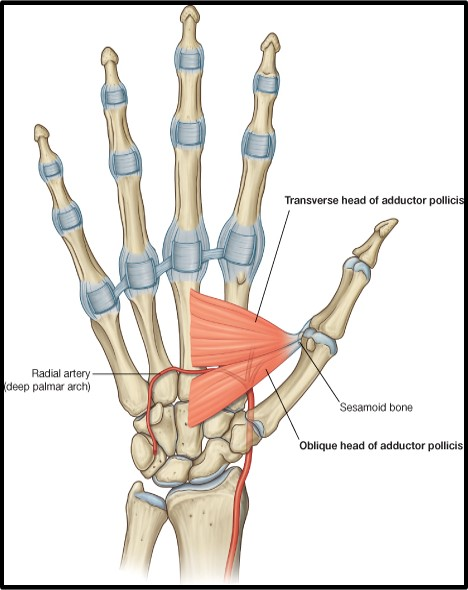 Transverse head of adductor pollicis
Radial artery
(deep palmar arch)
Sesamoid bone
Oblique head of adductor pollicis